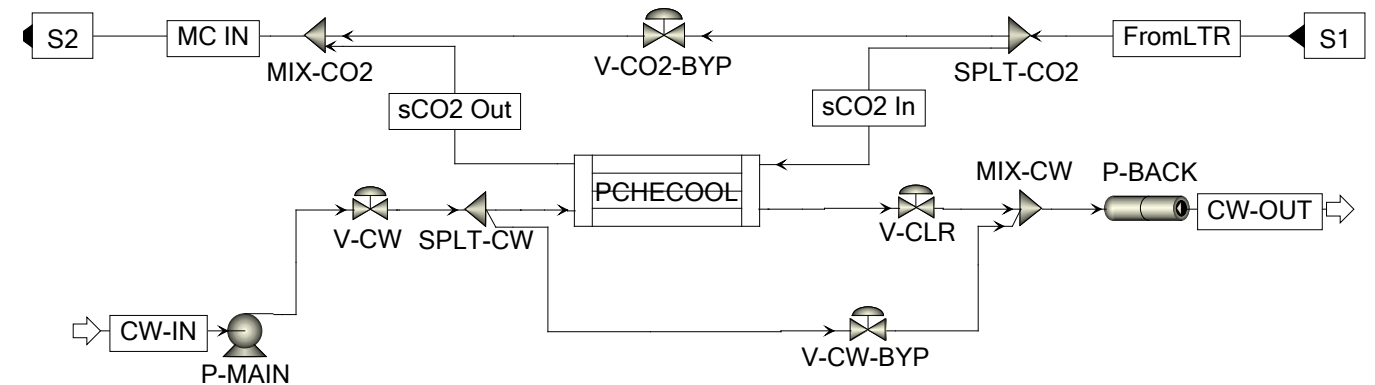 S2
MC IN
MIX-CO2
V-CO2-BYP
SPLT-CO2
FromLTR
S1
sCO2 Out
sCO2 In
PCHECOOL
MIX-CW
P-BACK
V-CW
SPLT-CW
V-CLR
CW-OUT
CW-IN
P-MAIN
V-CW-BYP